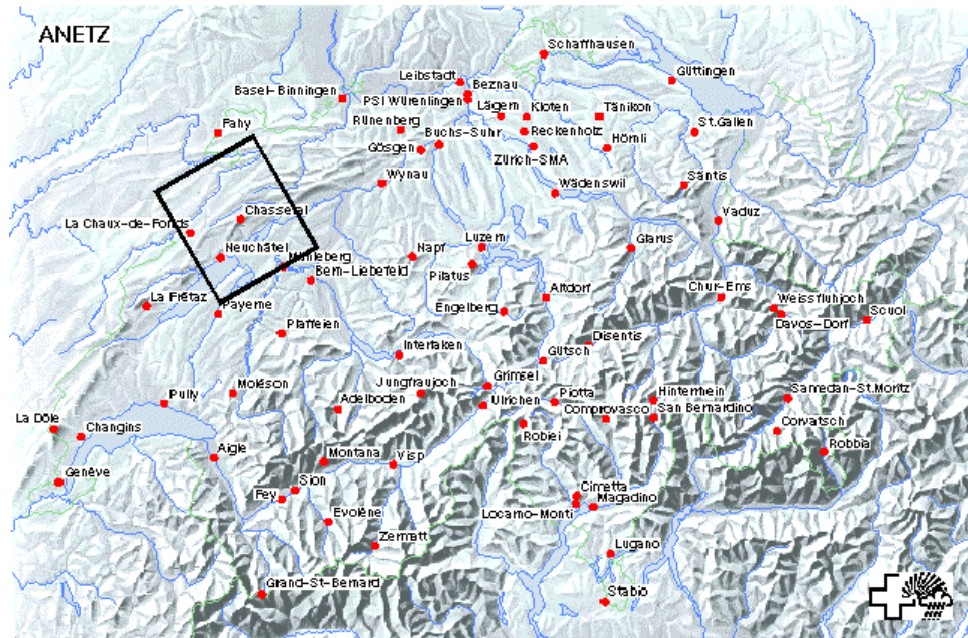 ANETZ
Schaffhausen
Güttingen
Leibstadt
Beznau
Basel-Binningen
PSI Würenlingen
Lägern
Kloten
Tänikon
Fahy
Rünenberg
Buchs-Suhr
Reckenholz
St.Gallen
Gösgen
Hörnli
Zürich-SMA
Wynau
Wädenswil
Säntis
La Chaux-de-Fonds
Chasseral
Vaduz
Neuchâtel
Mühleberg
Napf
Luzern
Glarus
Bern-Liebefeld
Pilatus
Chur-Ems
La Frêtaz
Payerne
Engelberg
Altdorf
Weissfluhjoch
Davos-Dorf
Scuol
Plaffeien
Interlaken
Gütsch
Disentis
Pully
Moléson
Jungfraujoch
Grimsel
Piotta
Hinterrhein
Samedan-St.Moritz
La Dôle
Changins
Adelboden
Ulrichen
Comprovasco
San Bernardino
Corvatsch
Aigle
Robiei
Robbia
Genève
Montana
Visp
Fey
Sion
Cimetta
Magadino
Locarno-Monti
Evolène
Zermatt
Lugano
Grand-St-Bernard
Stabio